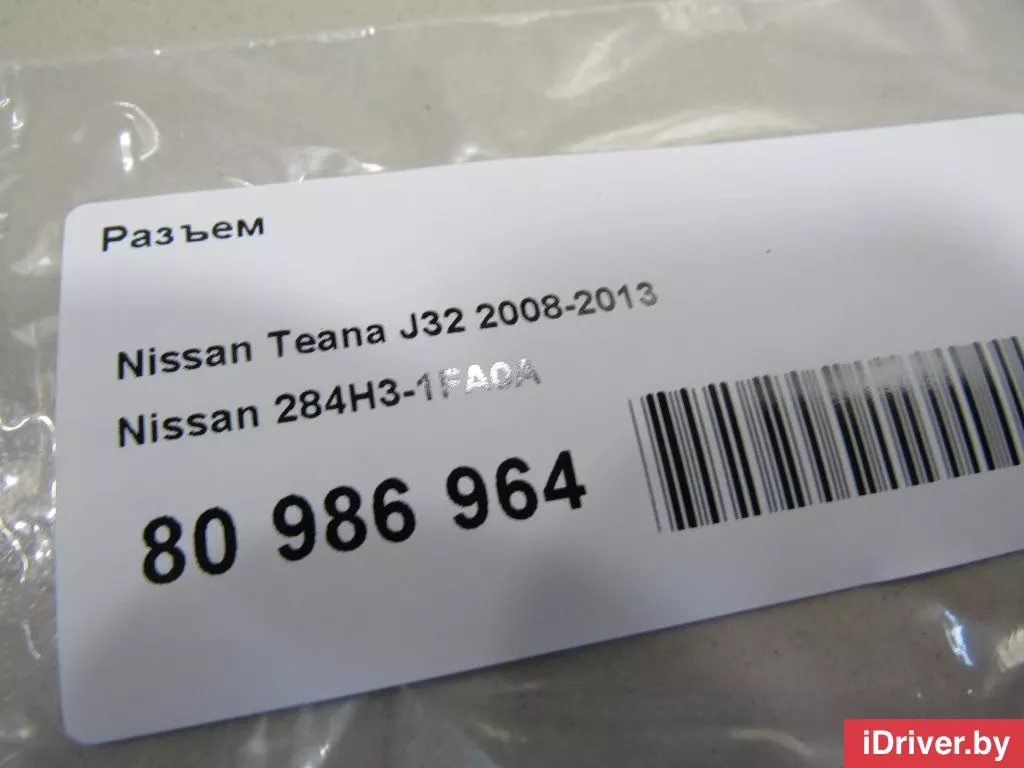 Разъем
Nissan Teana J32 2008-2013
Nissan 284H3-1FA0A
80 986 964
iDriver.by